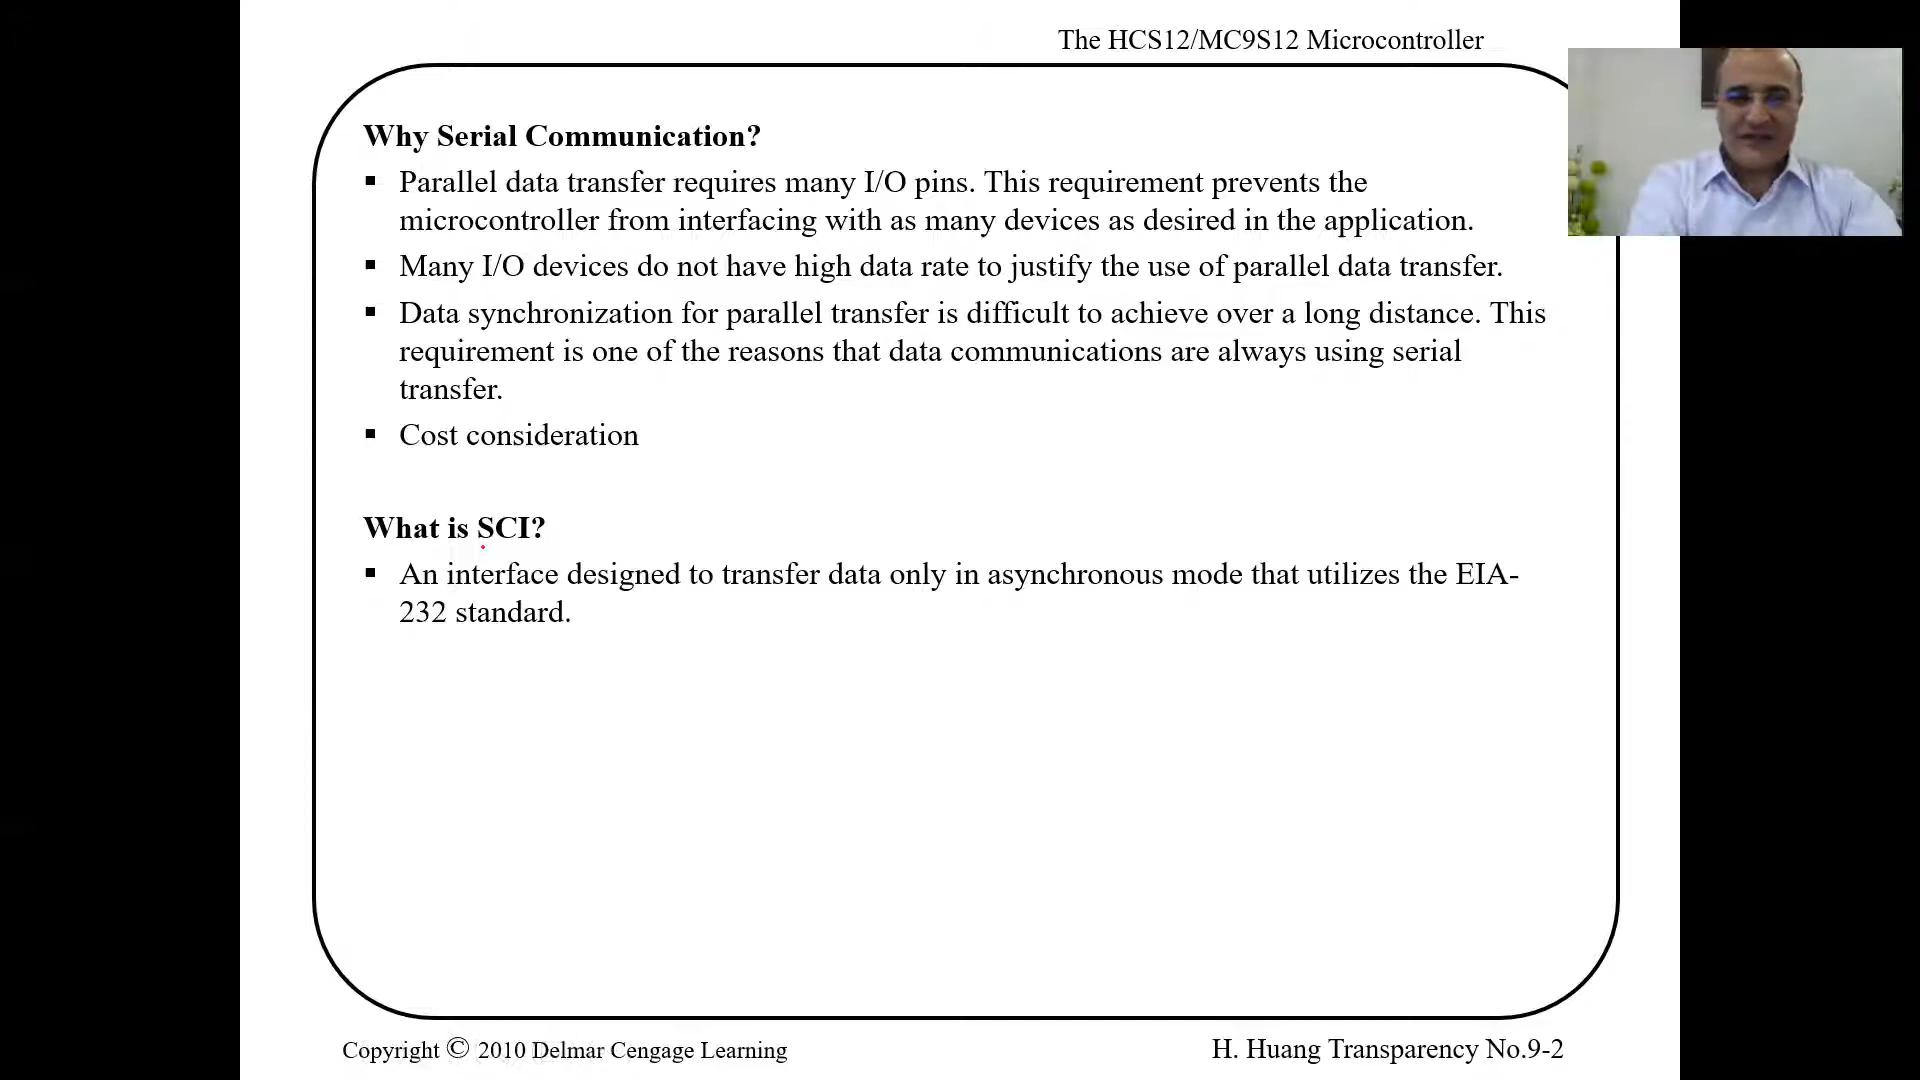 The HCS12/MC9S12 Microcontroller
Why Serial Communication?
▪ Parallel data transfer requires many I/O pins. This requirement prevents the
microcontroller from interfacing with as many devices as desired in the application.
▪ Many I/O devices do not have high data rate to justify the use of parallel data transfer.
▪ Data synchronization for parallel transfer is difficult to achieve over a long distance. This
requirement is one of the reasons that data communications are always using serial
transfer.
▪ Cost consideration
What is SCI?
▪ An interface designed to transfer data only in asynchronous mode that utilizes the EIA-
232 standard.
Copyright © 2010 Delmar Cengage Learning
H. Huang Transparency No.9-2